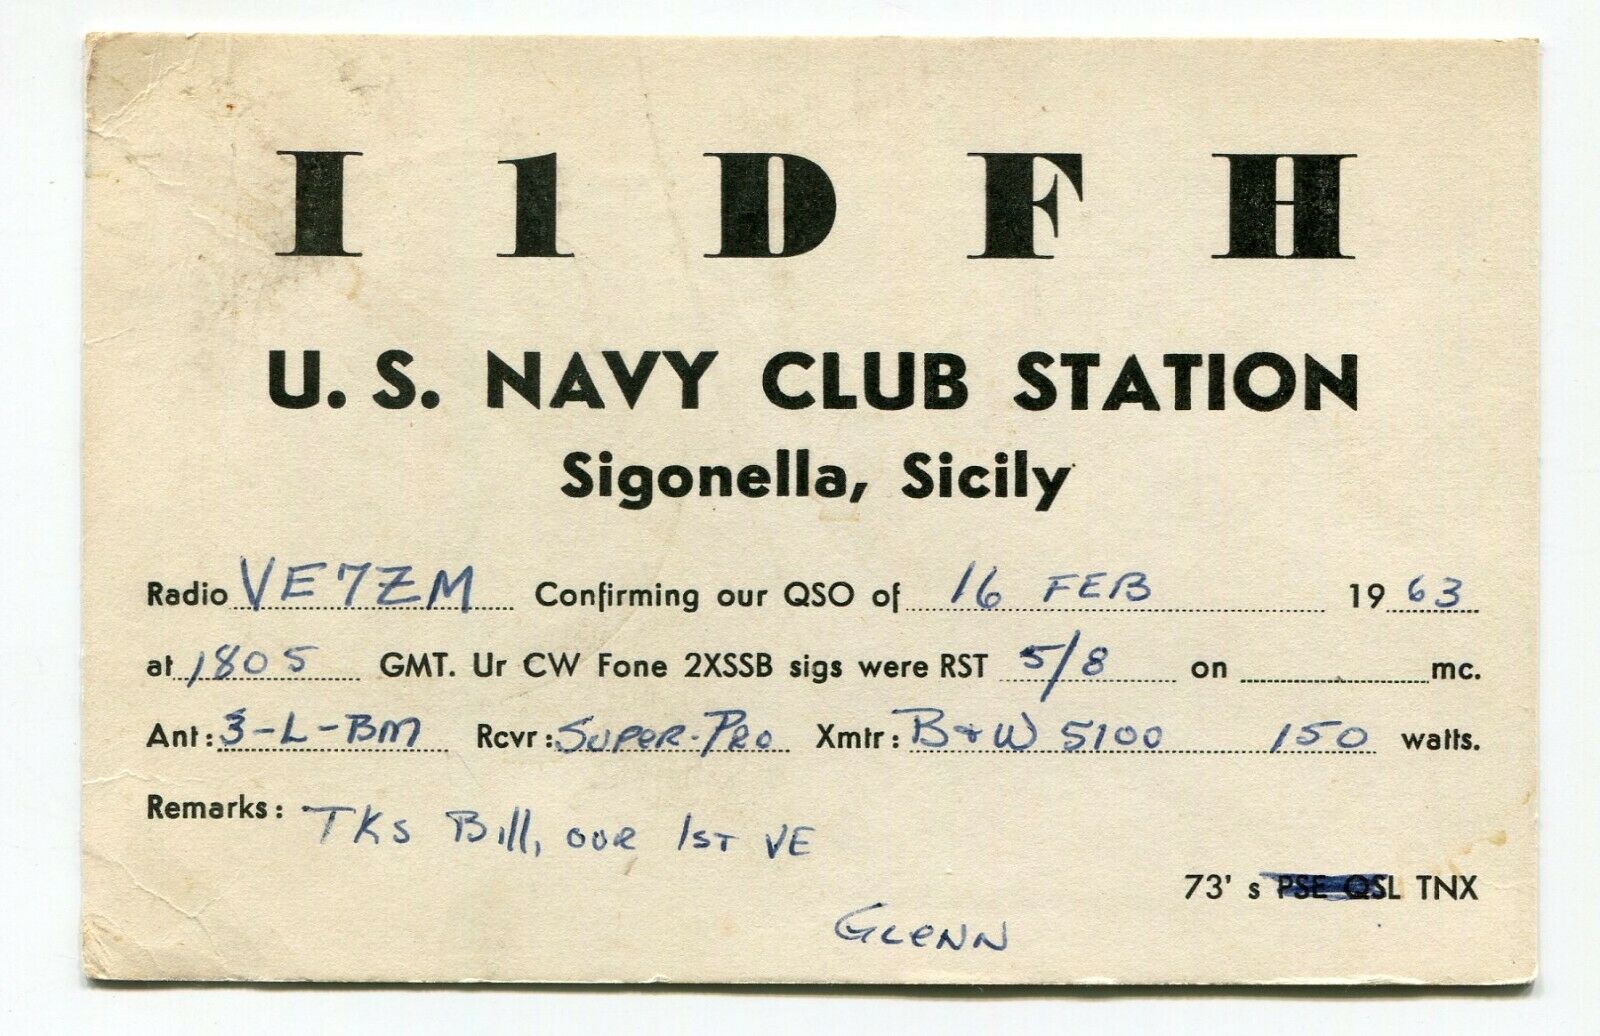 I 1 D F H
U. S. NAVY CLUB STATION
Sigonella, Sicily
Radio VE7ZM Confirming our QSO of 16 FEB 1963
at 1805 GMT. Ur CW Fone 2XSSB sigs were RST 5/8 on mc.
Ant: 3-L-BM Rcvr: SUPER-PRO Xmtr: B+W 5100 150 watts.
Remarks: TKS Bill, OUR 1ST VE
73' s PSE QSL TNX
GLENN